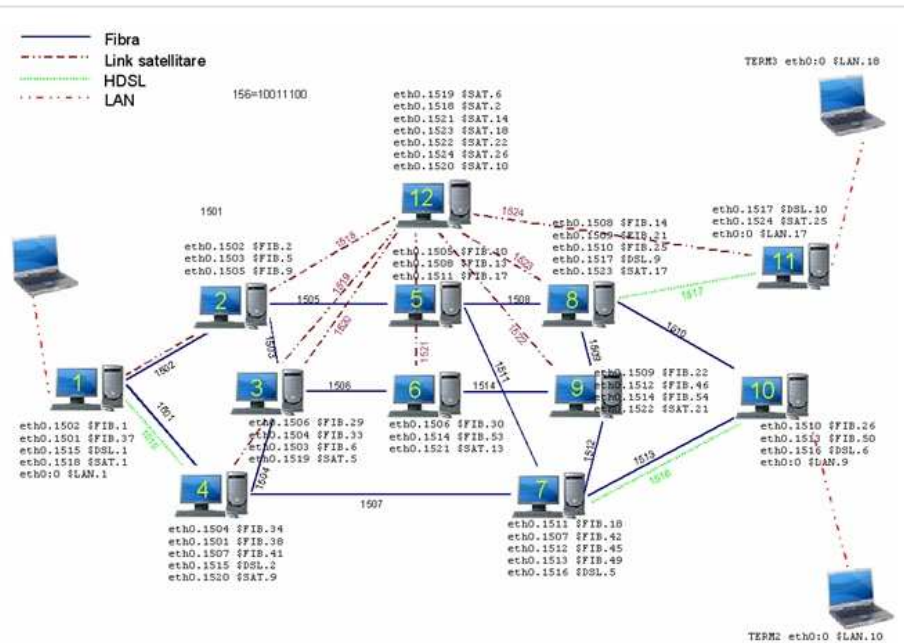 Fibra
Link satellitare
HDSL
LAN
156=10011100
TERM3 eth0:0 $LAN.18
eth0.1519 $SAT.6
eth0.1518 $SAT.2
eth0.1521 $SAT.14
eth0.1523 $SAT.18
eth0.1522 $SAT.22
eth0.1524 $SAT.26
eth0.1520 $SAT.10
12
1501
1524
eth0.1517 $DSL.10
eth0.1524 $SAT.25
eth0:0 $LAN.17
11
eth0.1508 $FIB.14
eth0.1509 $FIB.21
eth0.1510 $FIB.25
eth0.1517 $DSL.9
eth0.1523 $SAT.17
8
eth0.1502 $FIB.2
eth0.1503 $FIB.5
eth0.1505 $FIB.9
2
1518
1519
1520
eth0.1505 $FIB.10
eth0.1508 $FIB.13
eth0.1511 $FIB.17
5
1523
1522
1505
1508
1517
1510
1503
1521
1511
1509
1502
1
eth0.1502 $FIB.1
eth0.1501 $FIB.37
eth0.1515 $DSL.1
eth0.1518 $SAT.1
eth0:0 $LAN.1
1501
1515
3
1506
eth0.1506 $FIB.29
eth0.1504 $FIB.33
eth0.1503 $FIB.6
eth0.1519 $SAT.5
6
1514
eth0.1506 $FIB.30
eth0.1514 $FIB.53
eth0.1521 $SAT.13
9
eth0.1509 $FIB.22
eth0.1512 $FIB.46
eth0.1514 $FIB.54
eth0.1522 $SAT.21
10
eth0.1510 $FIB.26
eth0.1513 $FIB.50
eth0.1516 $DSL.6
eth0:0 $LAN.9
1504
1512
1513
1516
4
1507
7
eth0.1504 $FIB.34
eth0.1501 $FIB.38
eth0.1507 $FIB.41
eth0.1515 $DSL.2
eth0.1520 $SAT.9
eth0.1511 $FIB.18
eth0.1507 $FIB.42
eth0.1512 $FIB.45
eth0.1513 $FIB.49
eth0.1516 $DSL.5
TERM2 eth0:0 $LAN.10